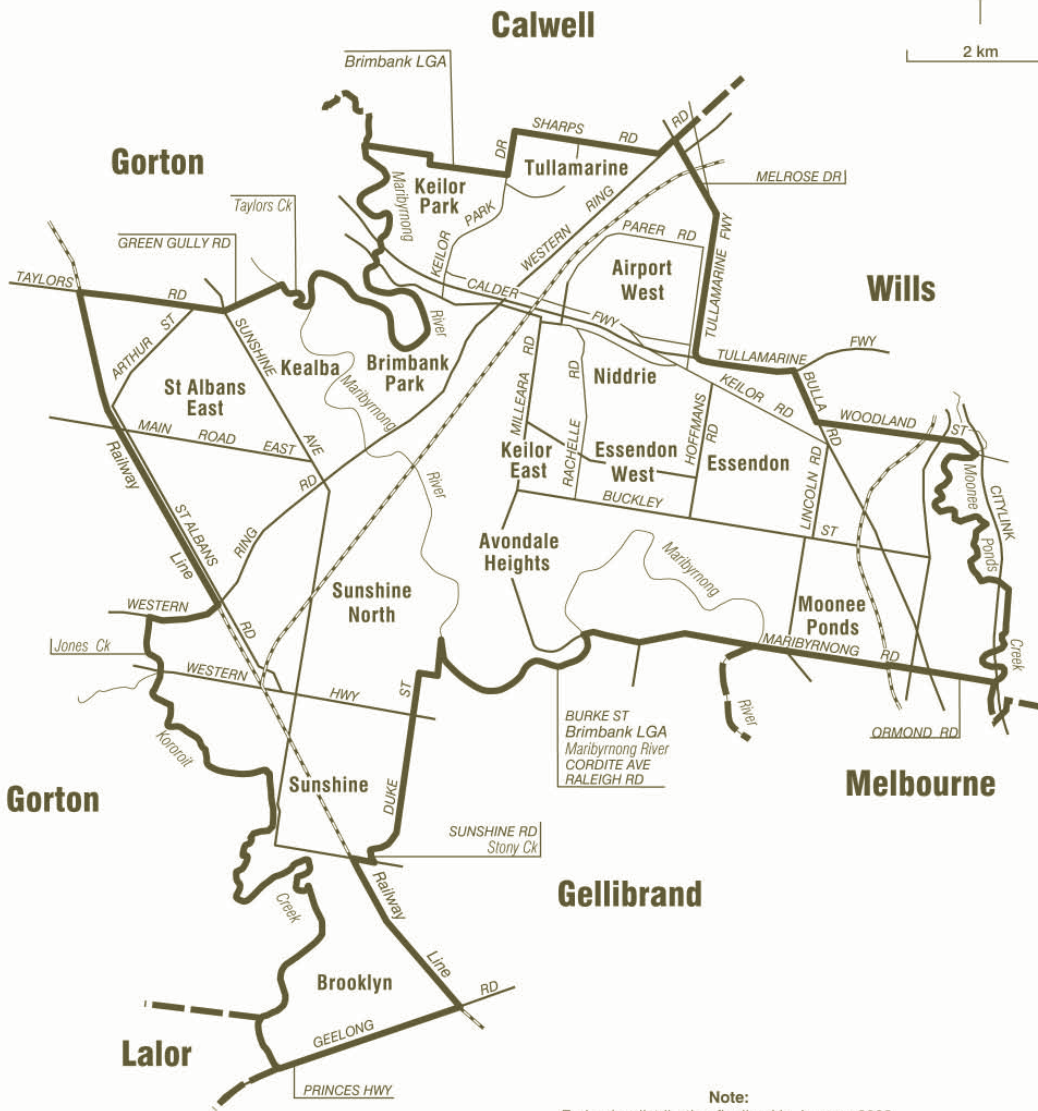 Calwell
2 km
Brimbank LGA
SHARPS RD
DR
RD
Gorton
Tullamarine
MELROSE DR
Keilor
Park
Maribyrnong
Taylors Ck
KEILOR PARK
WESTERN RING
PARER RD
GREEN GULLY RD
Airport
West
TULLAMARINE FWY
TAYLORS RD
CALDER FWY
Wills
River
ARTHUR ST
SUNSHINE AVE
Kealba
Brimbank
Park
Maribyrnong
MILLEARA RD
RACHELLE RD
Niddrie
TULLAMARINE FWY
KEILOR RD
BULLA RD
WOODLAND ST
St Albans
East
MAIN ROAD EAST
Keilor
East
Essendon
West
HOFFMANS RD
Essendon
LINCOLN RD
Moonee
Ponds
Creek
CITYLINK
Railway
Line
ST ALBANS RD
RING RD
River
BUCKLEY ST
Avondale
Heights
Maribyrnong
Sunshine
North
WESTERN
Moonee
Ponds
MARIBYRNONG RD
Jones Ck
WESTERN HWY
Kororoit
DUKE ST
River
BURKE ST
Brimbank LGA
Maribyrnong River
CORDITE AVE
RALEIGH RD
ORMOND RD
Gorton
Sunshine
Melbourne
SUNSHINE RD
Stony Ck
Railway
Line
Gellibrand
Creek
Brooklyn
GEELONG RD
Lalor
PRINCES HWY
Note: